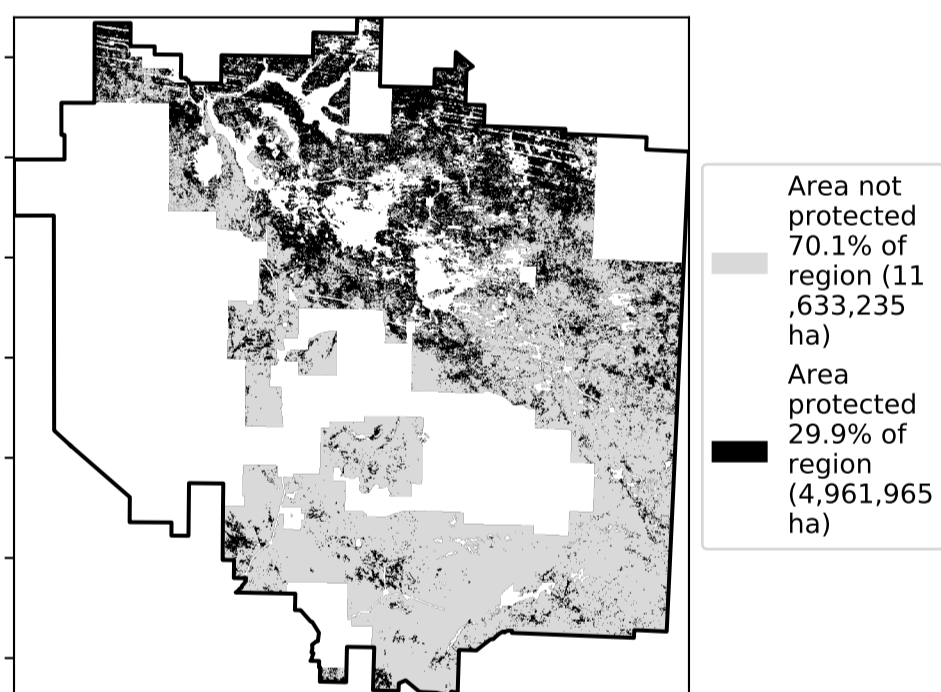 Area not
protected
70.1% of
region (11
,633,235
ha)
Area
protected
29.9% of
region
(4,961,965
ha)